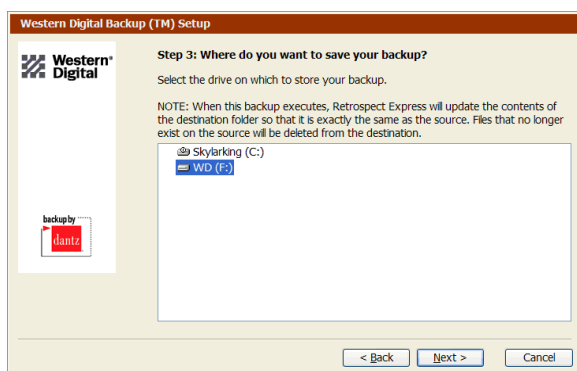 Western Digital Backup (TM) Setup
Western®
Digital
Step 3: Where do you want to save your backup?
Select the drive on which to store your backup.
NOTE: When this backup executes, Retrospect Express will update the contents of
the destination folder so that it is exactly the same as the source. Files that no longer
exist on the source will be deleted from the destination.
Skylarking (C:)
WD (F:)
backup by
dantz
< Back
Next >
Cancel